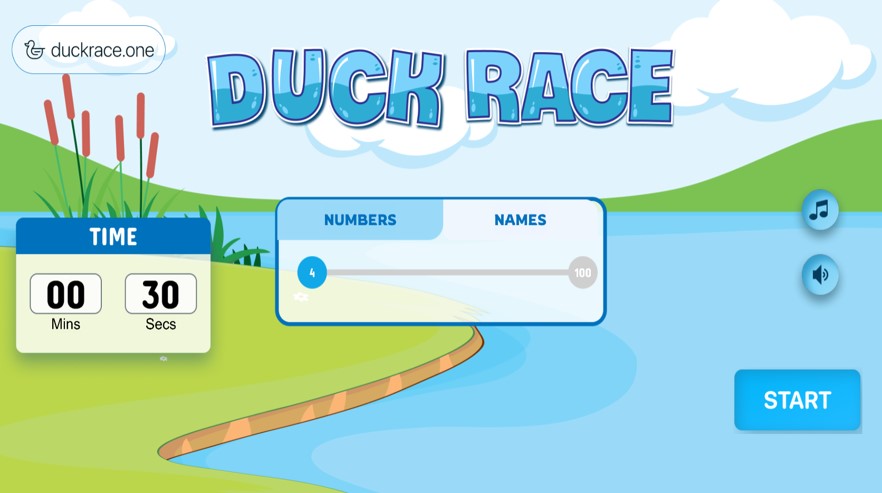 duckrace.one
DUCK RACE
NUMBERS
NAMES
4
100
TIME
00
30
Mins
Secs
START